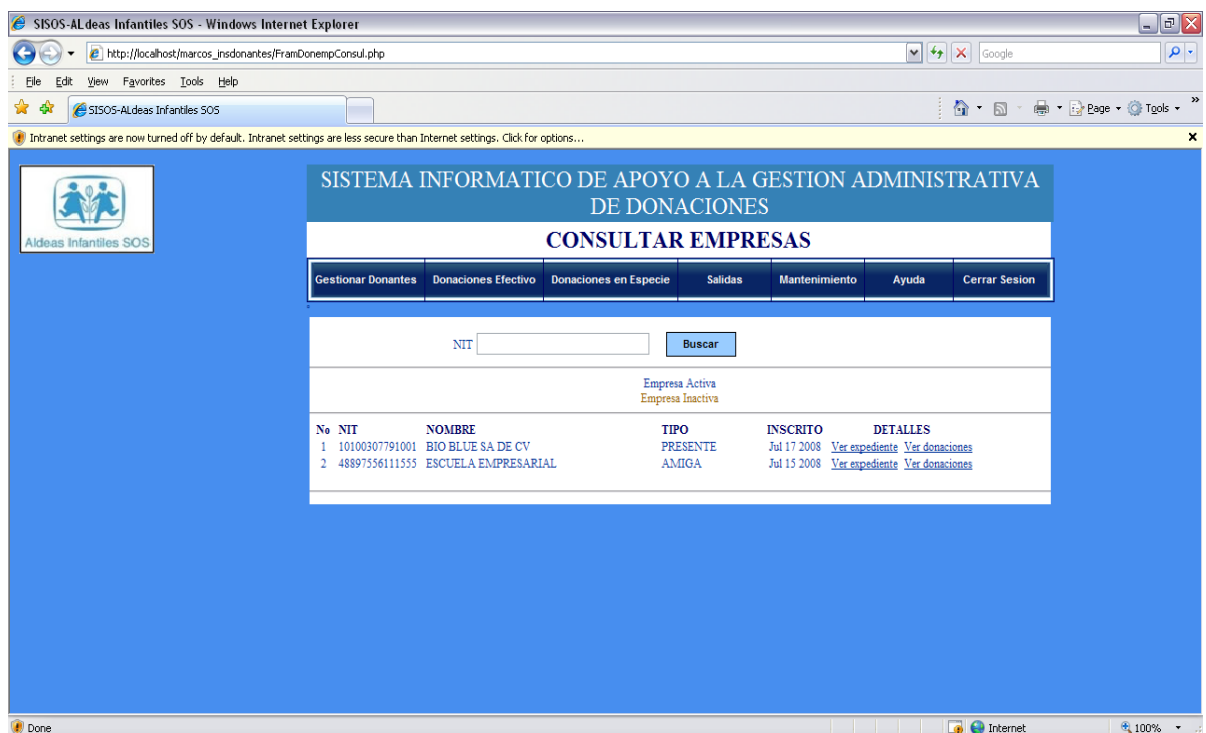 SISOS-ALdeas Infantiles SOS - Windows Internet Explorer
http://localhost/marcos_insdonantes/FramDonempConsul.php
Google
File Edit View Favorites Tools Help
SISOS-ALdeas Infantiles SOS
Page Tools »
Intranet settings are now turned off by default. Intranet settings are less secure than Internet settings. Click for options...
Aldeas Infantiles SOS
SISTEMA INFORMATICO DE APOYO A LA GESTION ADMINISTRATIVA
DE DONACIONES
CONSULTAR EMPRESAS
Gestionar Donantes Donaciones Efectivo Donaciones en Especie Salidas Mantenimiento Ayuda Cerrar Sesion
NIT Buscar
Empresa Activa
Empresa Inactiva
No NIT NOMBRE TIPO INSCRITO DETALLES
1 10100307791001 BIO BLUE SA DE CV PRESENTE Jul 17 2008 Ver expediente Ver donaciones
2 48897556111555 ESCUELA EMPRESARIAL AMIGA Jul 15 2008 Ver expediente Ver donaciones
Done Internet 100%